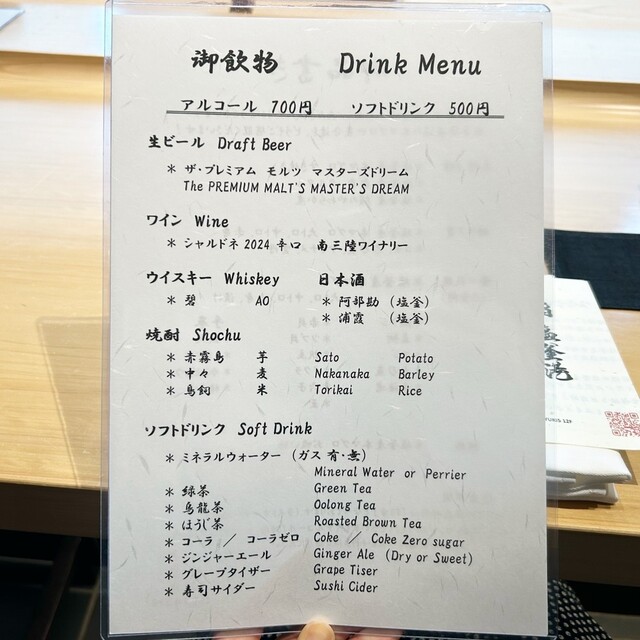 御飲物 Drink Menu
アルコール 700円 ソフトドリンク 500円
生ビール Draft Beer
* ザ・プレミアム モルツ マスターズドリーム
The PREMIUM MALT'S MASTER'S DREAM
ワイン Wine
* シャルドネ 2024 辛口 南三陸ワイナリー
ウイスキー Whiskey 日本酒
* 碧 AO * 阿部勘 (塩釜)
* 浦霞 (塩釜)
焼酎 Shochu
* 赤霧島 芋 Sato Potato
* 中々 麦 Nakanaka Barley
* 鳥飼 米 Torikai Rice
ソフトドリンク Soft Drink
* ミネラルウォーター (ガス 有・無)
Mineral Water or Perrier
* 緑茶 Green Tea
* 烏龍茶 Oolong Tea
* ほうじ茶 Roasted Brown Tea
* コーラ / コーラゼロ Coke / Coke Zero sugar
* ジンジャーエール Ginger Ale (Dry or Sweet)
* グレープタイザー Grape Tiser
* 寿司サイダー Sushi Cider
塩釜港